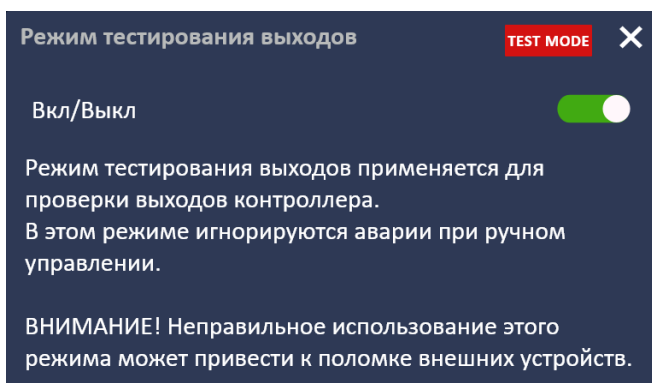 Режим тестирования выходов TEST MODE
Вкл/Выкл
Режим тестирования выходов применяется для
проверки выходов контроллера.
В этом режиме игнорируются аварии при ручном
управлении.
ВНИМАНИЕ! Неправильное использование этого
режима может привести к поломке внешних устройств.